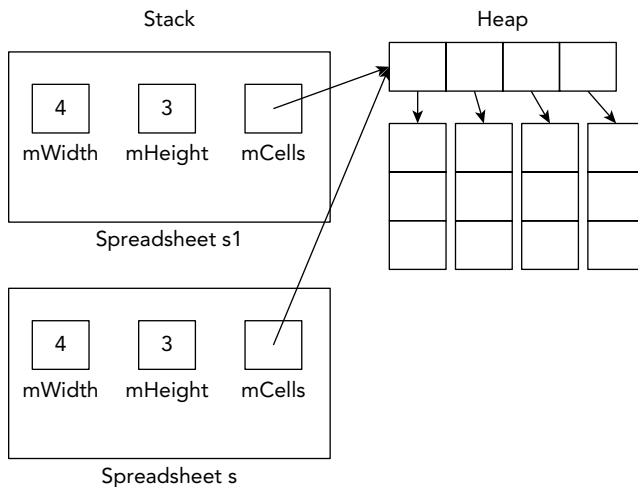 Stack
Heap
4 3
mWidth mHeight mCells
Spreadsheet s1
4 3
mWidth mHeight mCells
Spreadsheet s